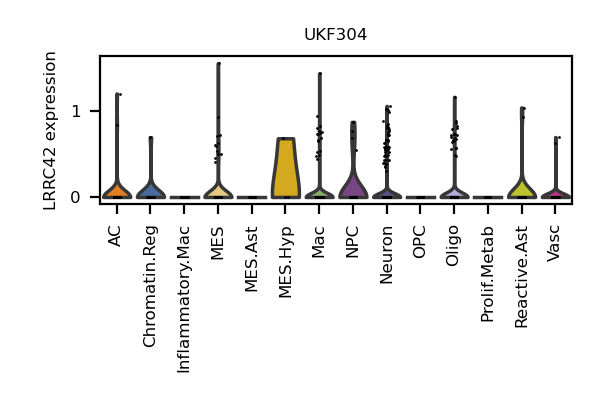 UKF304
LRRC42 expression
1
0
AC
Chromatin.Reg
Inflammatory.Mac
MES
MES.Ast
MES.Hyp
Mac
NPC
Neuron
OPC
Oligo
Prolif.Metab
Reactive.Ast
Vasc